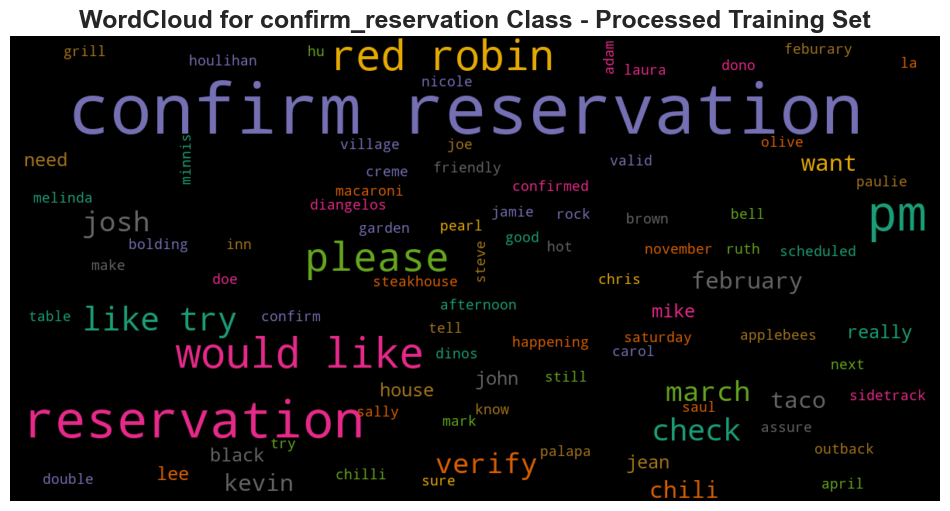 WordCloud for confirm_reservation Class - Processed Training Set
grill
houlihan
hu
red robin
adam
laura
dono
feburary
la
nicole
confirm reservation
need
minnis
village
joe
friendly
creme
macaroni
diangelos
confirmed
valid
olive
want
paulie
melinda
josh
bolding
inn
garden
jamie
rock
pearl
good
hot
brown
bell
pm
make
doe
please
steakhouse
steve
november
ruth
scheduled
chris
february
table
like try
confirm
afternoon
tell
dinos
happening
mike
saturday
carol
applebees
really
next
would like
house
john
still
march
saul
taco
sidetrack
reservation
sally
try
mark
know
check
assure
black
double
lee
kevin
chilli
verify
sure
palapa
jean
chili
outback
april